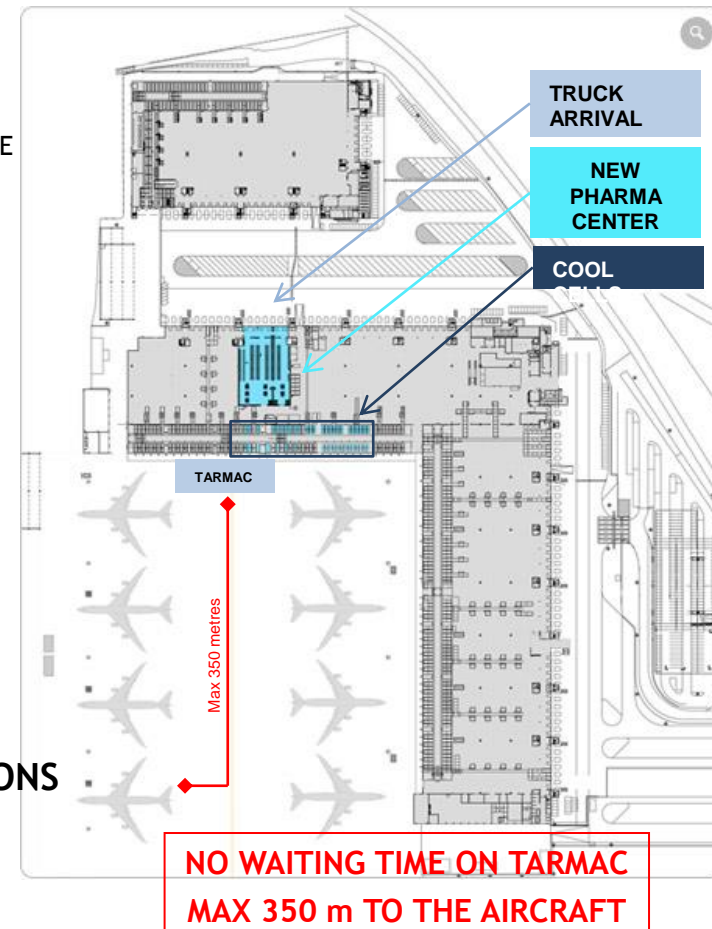 TRUCK
ARRIVAL
E
NEW
PHARMA
CENTER
COOL
TARMAC
Max 350 metres
ONS
NO WAITING TIME ON TARMAC
MAX 350 m TO THE AIRCRAFT